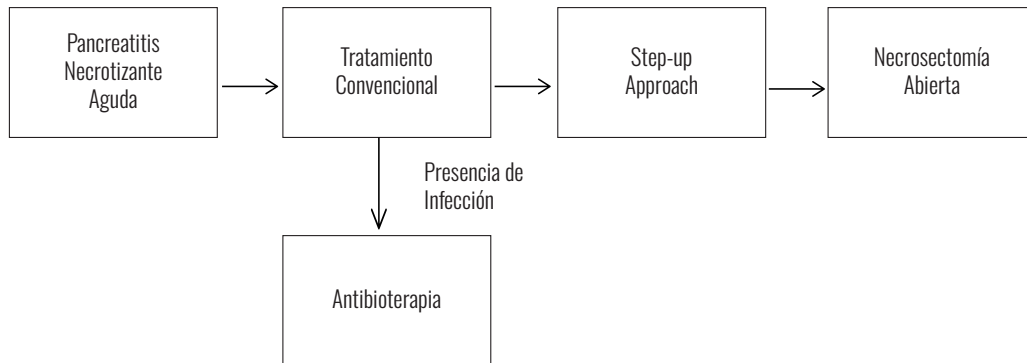 Pancreatitis
Necrotizante
Aguda
Tratamiento
Convencional
Step-up
Approach
Necrosectomía
Abierta
Presencia de
Infección
Antibioterapia